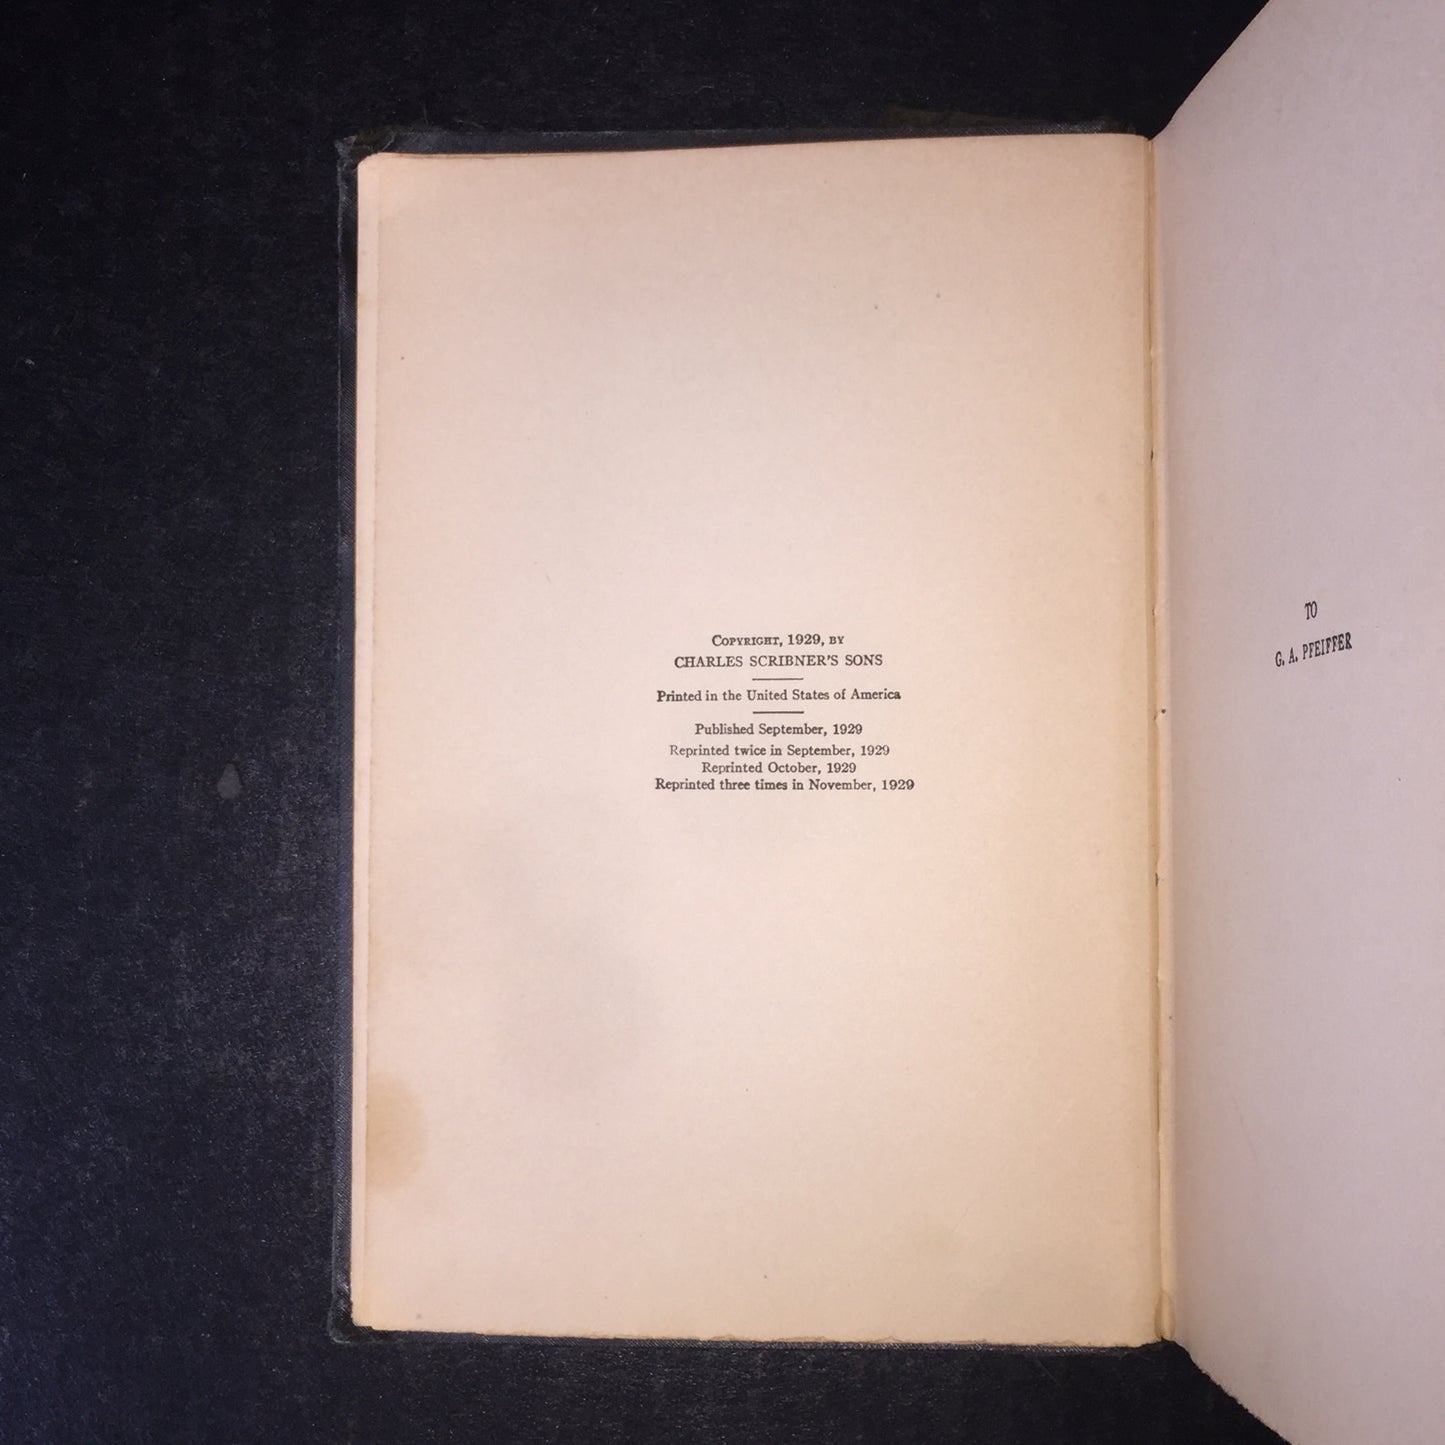 COPYRIGHT, 1929, BY
CHARLES SCRIBNER'S SONS
Printed in the United States of America
Published September, 1929
Reprinted twice in September, 1929
Reprinted October, 1929
Reprinted three times in November, 1929
TO
G. A. PFEIFFER